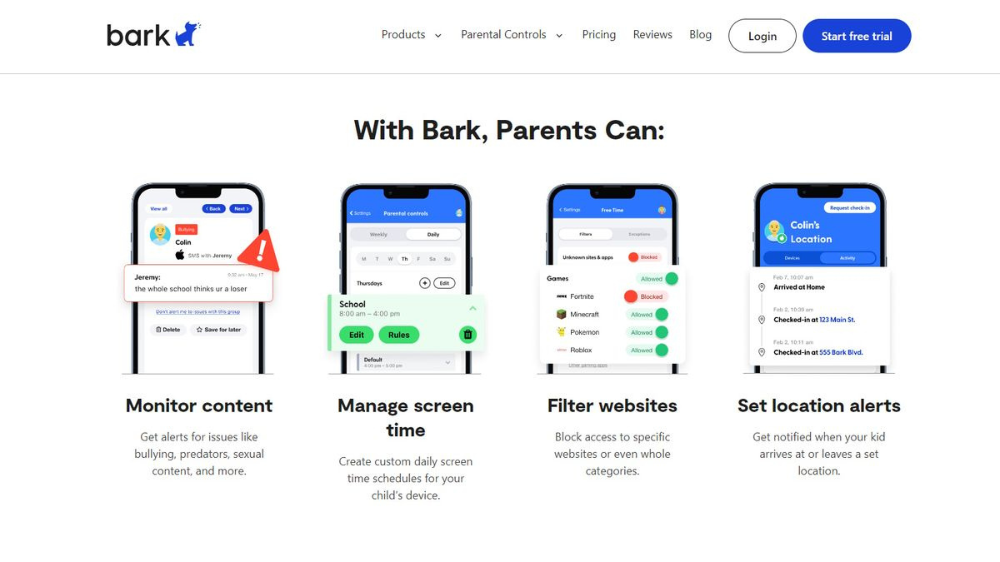 bark
Products
Parental Controls
Pricing
Reviews
Blog
Login
Start free trial
With Bark, Parents Can:
View all
Back
Next
Bullying
Colin
SMS with Jeremy
Jeremy:
9:32 am - May 17
the whole school thinks ur a loser
Don't alert me to issues with this group
Delete
Save for later
Monitor content
Get alerts for issues like
bullying, predators, sexual
content, and more.
Settings
Parental controls
Weekly
Daily
M T W Th F Sa Su
Thursdays
Edit
School
8:00 am – 4:00 pm
Edit
Rules
Default
4:00 pm – 5:00 pm
Manage screen
time
Create custom daily screen
time schedules for your
child's device.
Settings
Free Time
Filters
Exceptions
Unknown sites & apps
Blocked
Games
Allowed
Fortnite
Blocked
Minecraft
Allowed
Pokemon
Allowed
Roblox
Allowed
Other gaming apps
Filter websites
Block access to specific
websites or even whole
categories.
Request check-in
Colin's
Location
Devices
Activity
Feb 7, 10:07 am
Arrived at Home
Feb 2, 10:39 am
Checked-in at 123 Main St.
Feb 2, 10:11 am
Checked-in at 555 Bark Blvd.
Set location alerts
Get notified when your kid
arrives at or leaves a set
location.